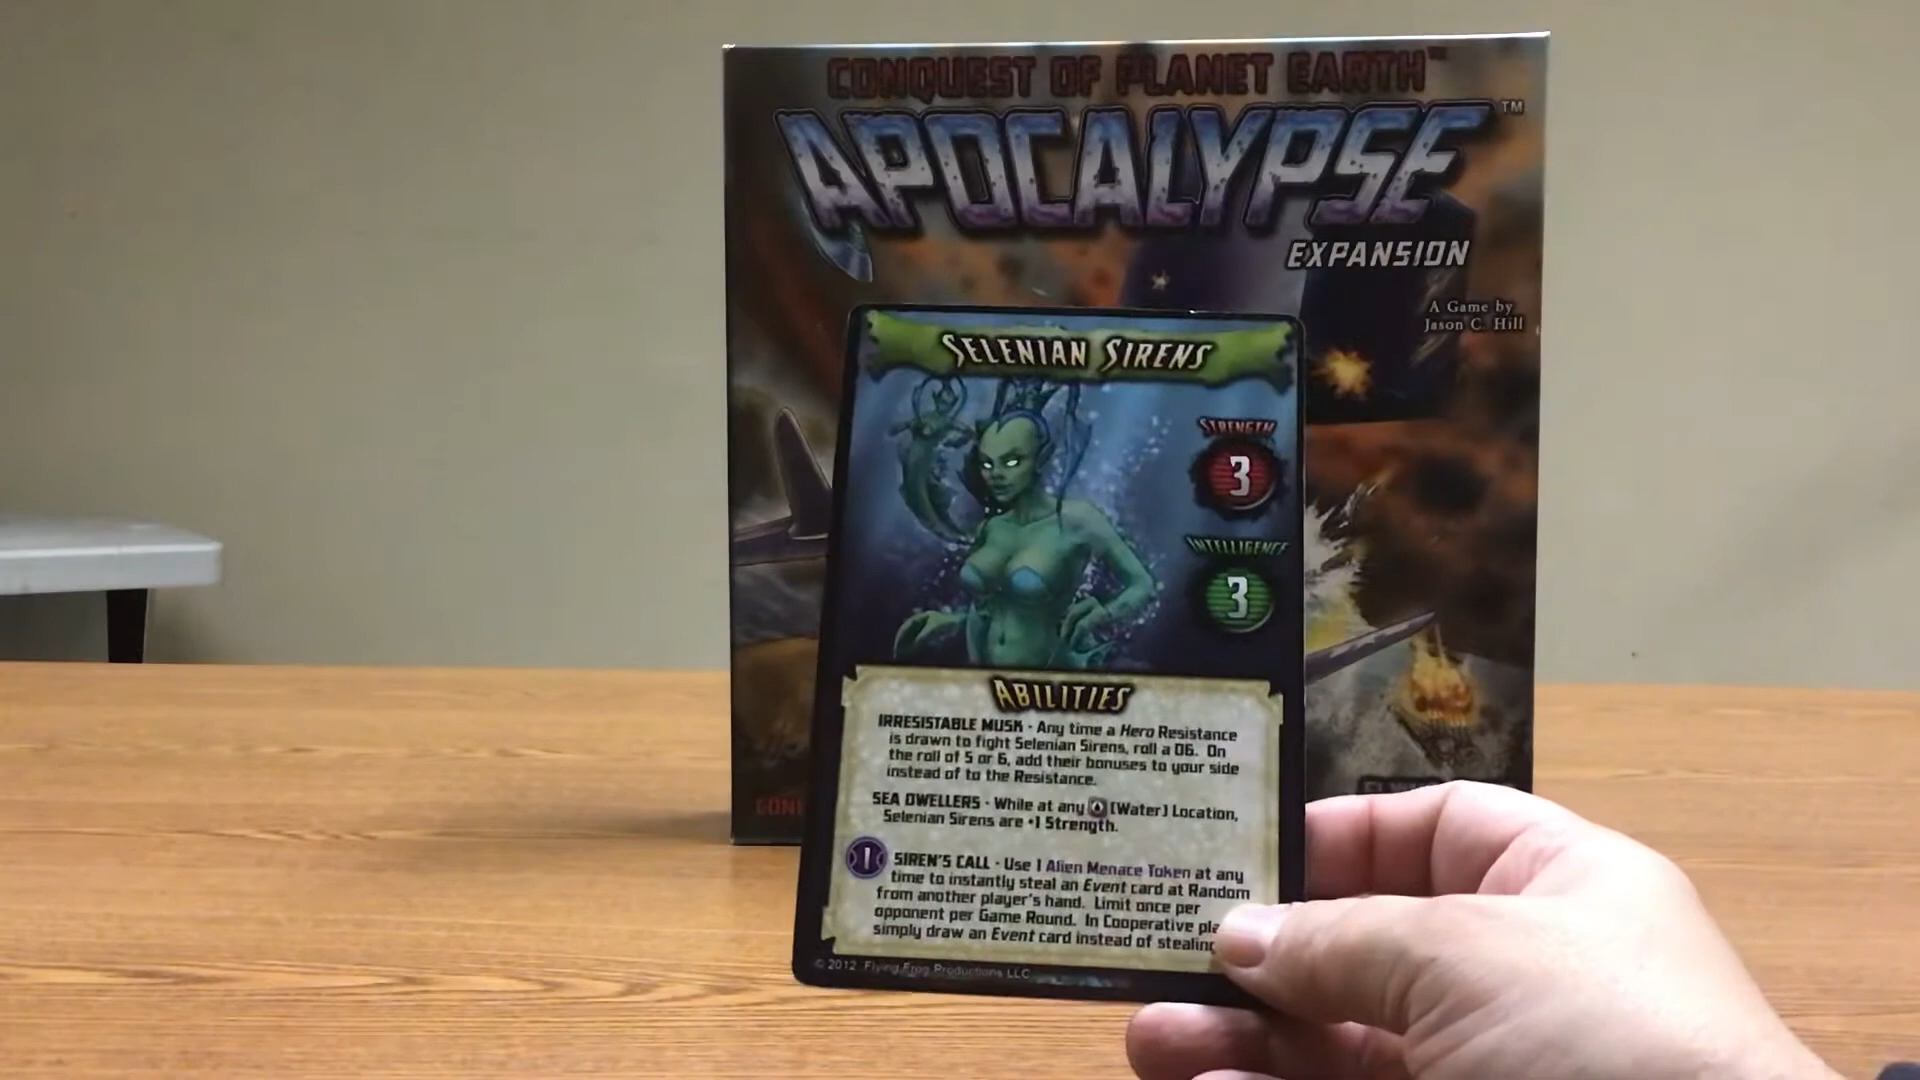 CONQUEST OF PLANET EARTH™
APOCALYPSE™
EXPANSION
A Game by
Jason C. Hill
SELENIAN SIRENS
STRENGTH
3
INTELLIGENCE
3
ABILITIES
IRRESISTABLE MUSK - Any time a Hero Resistance
is drawn to fight Selenian Sirens, roll a D6. On
the roll of 5 or 6, add their bonuses to your side
instead of to the Resistance.
SEA DWELLERS - While at any (Water) Location,
Selenian Sirens are +1 Strength.
1 SIREN'S CALL - Use 1 Alien Menace Token at any
time to instantly steal an Event card at Random
from another player's hand. Limit once per
opponent per Game Round. In Cooperative
simply draw an Event card instead of stealing
© 2012 Flying Frog Productions LLC